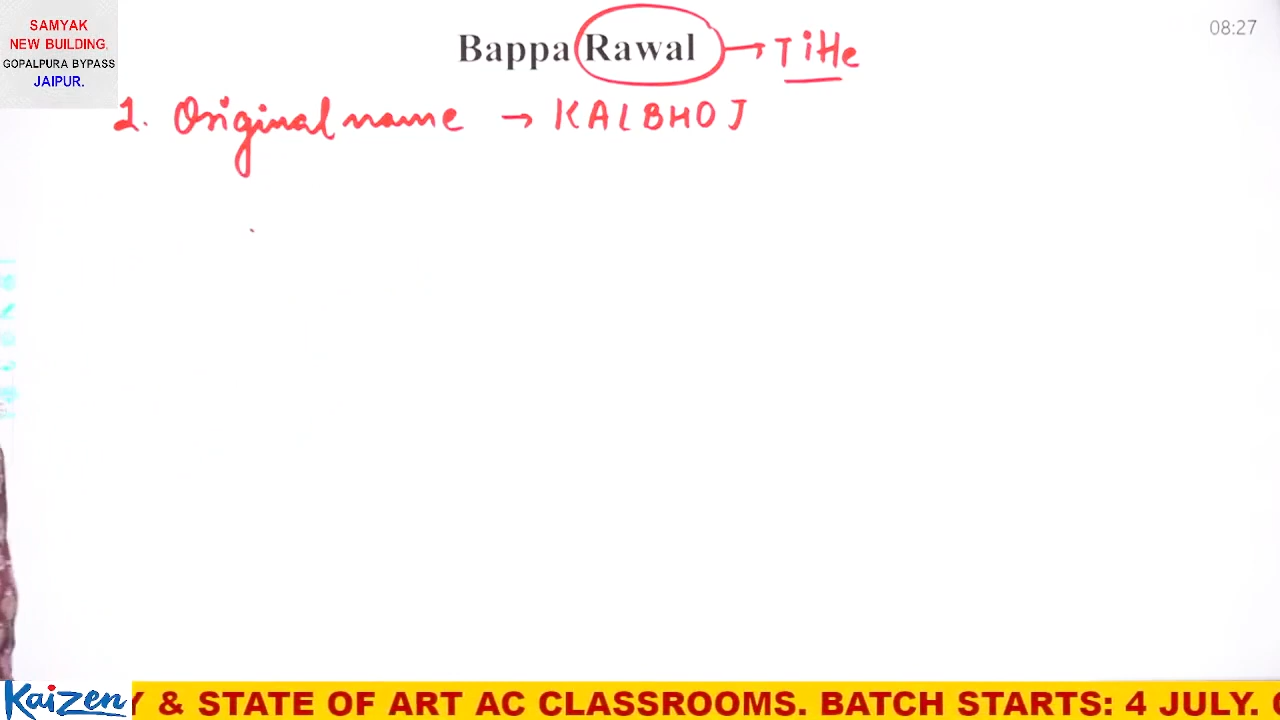 SAMYAK
NEW BUILDING,
GOPALPURA BYPASS
JAIPUR.
08:27
Bappa Rawal → Title
1. Original name → KALBHOJ
Kaizen
Y & STATE OF ART AC CLASSROOMS. BATCH STARTS: 4 JULY.